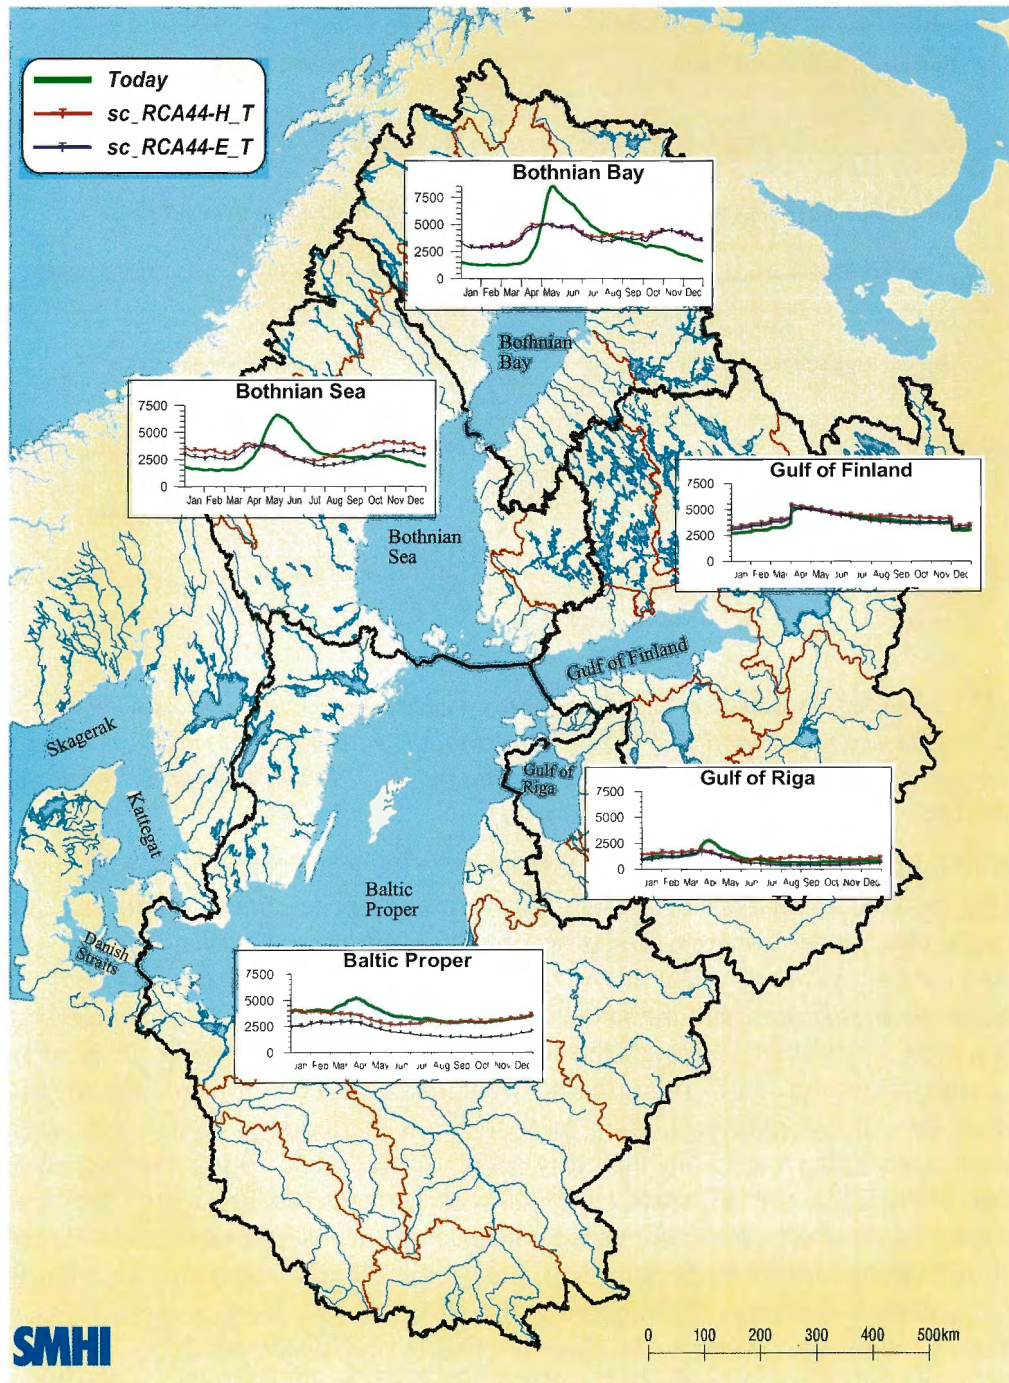 Today
sc_RCA44-H_T
sc_RCA44-E_T
Bothnian Bay
7500
5000
2500
0
Jan Feb Mar Apr May Jun Jul Aug Sep Oct Nov Dec
Bothnian
Bay
Bothnian Sea
7500
5000
2500
0
Jan Feb Mar Apr May Jun Jul Aug Sep Oct Nov Dec
Gulf of Finland
7500
5000
2500
0
Jan Feb Mar Apr May Jun Jul Aug Sep Oct Nov Dec
Bothnian
Sea
Gulf of Finland
Skagerak
Gulf of
Riga
Gulf of Riga
7500
5000
2500
0
Jan Feb Mar Apr May Jun Jul Aug Sep Oct Nov Dec
Kattegat
Baltic
Proper
Danish
Straits
Baltic Proper
7500
5000
2500
0
Jan Feb Mar Apr May Jun Jul Aug Sep Oct Nov Dec
SMHI
0 100 200 300 400 500km